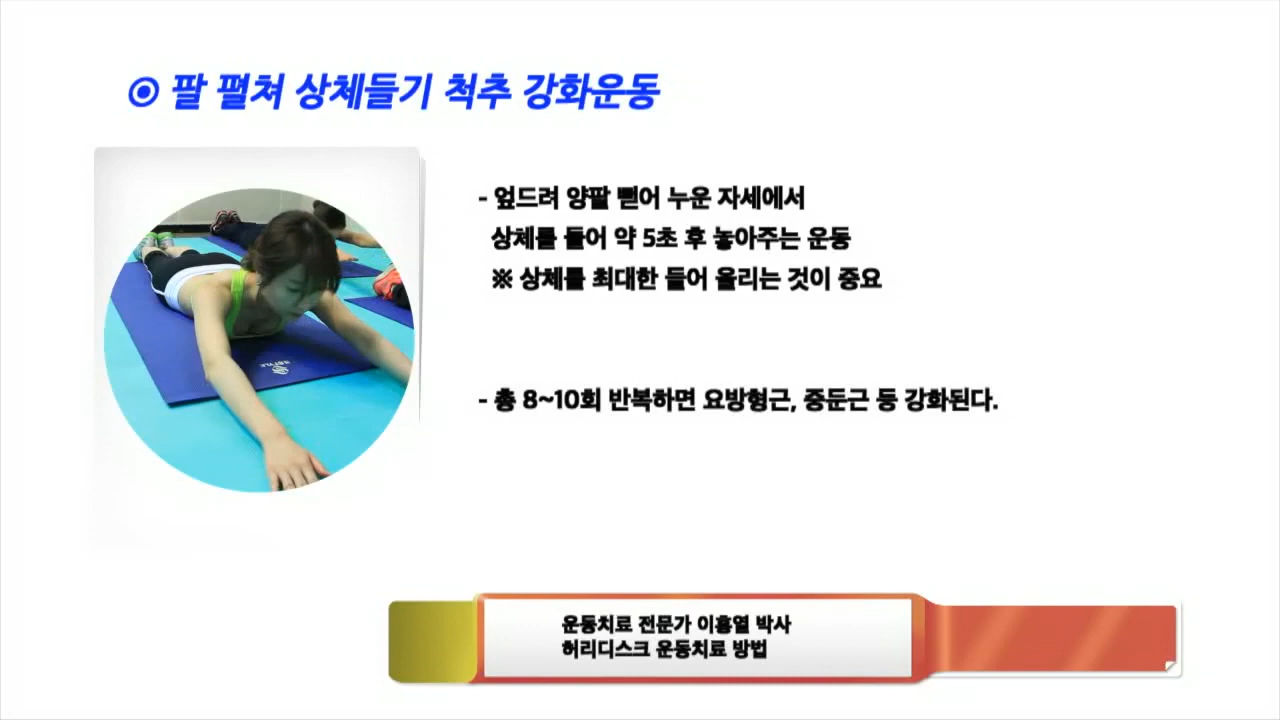 ◎ 팔 펼쳐 상체들기 척추 강화운동
- 엎드려 양팔 뻗어 누운 자세에서
상체를 들어 약 5초 후 놓아주는 운동
※ 상체를 최대한 들어 올리는 것이 중요
- 총 8~10회 반복하면 요방형근, 중둔근 등 강화된다.
운동치료 전문가 이홍열 박사
허리디스크 운동치료 방법